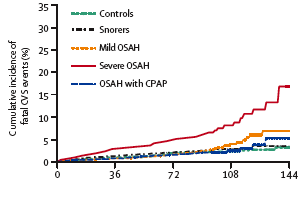 Cumulative incidence of
fatal CVS events (%)
35
30
25
20
15
10
5
0
Controls
Snorers
Mild OSAH
Severe OSAH
OSAH with CPAP
0
36
72
108
144